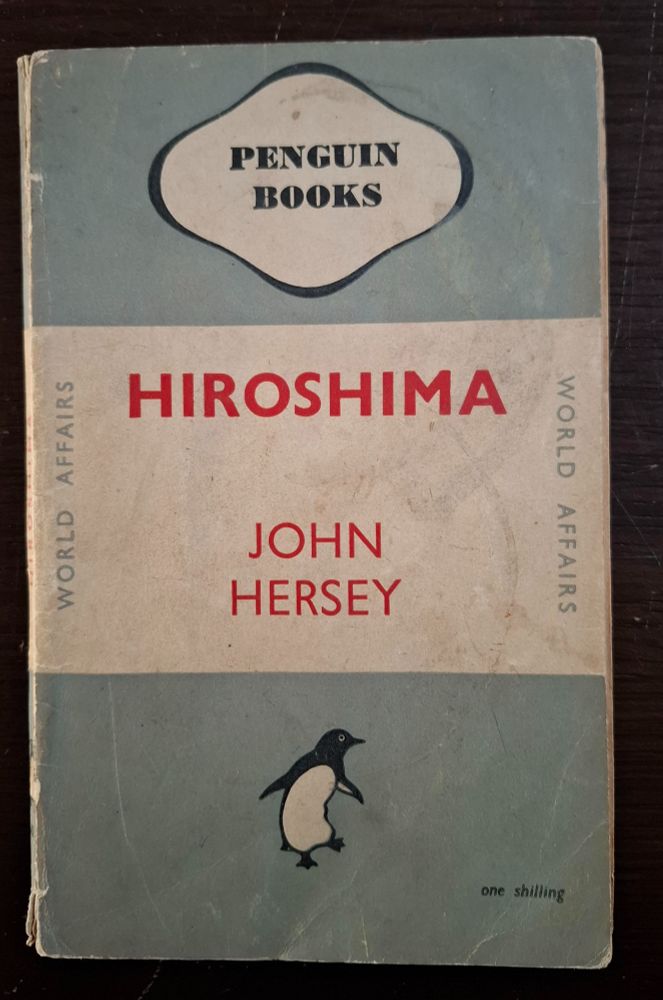 PENGUIN
BOOKS
HIROSHIMA
WORLD AFFAIRS
WORLD AFFAIRS
JOHN
HERSEY
one shilling